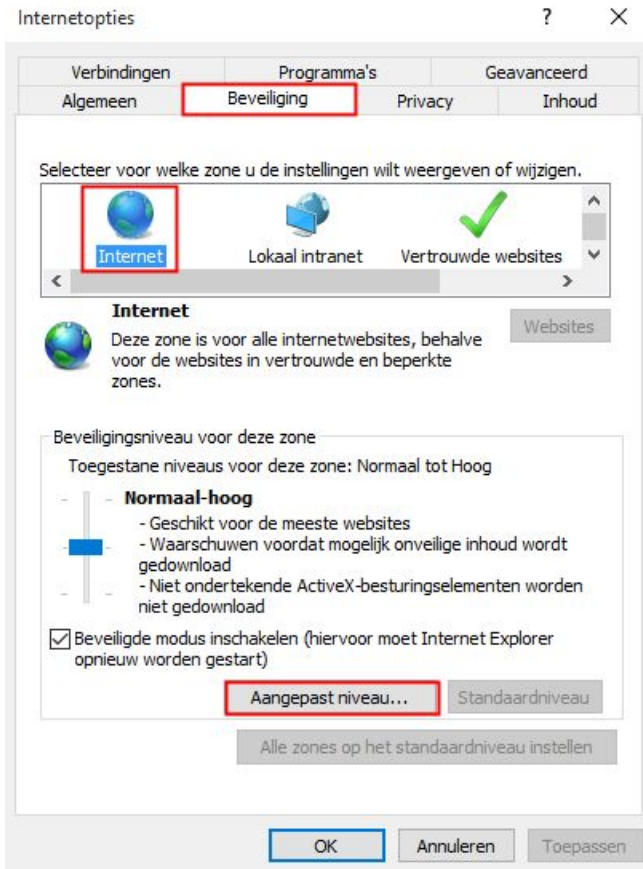 Internetopties ? ×
Verbindingen Programma's Geavanceerd
Algemeen Beveiliging Privacy Inhoud
Selecteer voor welke zone u de instellingen wilt weergeven of wijzigen.
Internet Lokaal intranet Vertrouwde websites
Internet
Websites
Deze zone is voor alle internetwebsites, behalve
voor de websites in vertrouwde en beperkte
zones.
Beveiligingsniveau voor deze zone
Toegestane niveaus voor deze zone: Normaal tot Hoog
Normaal-hoog
- Geschikt voor de meeste websites
- Waarschuwen voordat mogelijk onveilige inhoud wordt
gedownload
- Niet ondertekende ActiveX-besturingselementen worden
niet gedownload
Beveiligde modus inschakelen (hiervoor moet Internet Explorer
opnieuw worden gestart)
Aangepast niveau... Standaardniveau
Alle zones op het standaardniveau instellen
OK Annuleren Toepassen